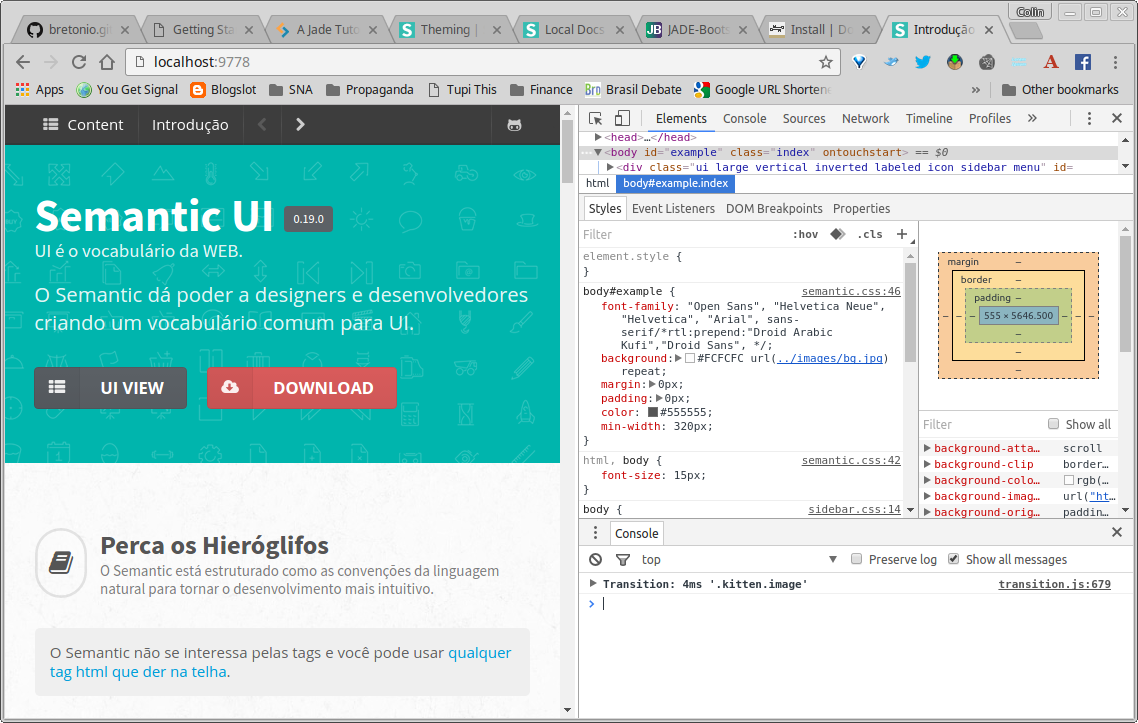 Colin
bretonio.gi
Getting Sta
A Jade Tuto
Theming |
Local Docs
JADE-Boots
Install | Do
Introdução
localhost:9778
Apps
You Get Signal
Blogslot
SNA
Propaganda
Tupi This
Finance
Brasil Debate
Google URL Shortene
»
Other bookmarks
Content
Introdução
Semantic UI 0.19.0
UI é o vocabulário da WEB.
O Semantic dá poder a designers e desenvolvedores
criando um vocabulário comum para UI.
UI VIEW
DOWNLOAD
Perca os Hieróglifos
O Semantic está estruturado como as convenções da linguagem
natural para tornar o desenvolvimento mais intuitivo.
O Semantic não se interessa pelas tags e você pode usar qualquer
tag html que der na telha.
Elements Console Sources Network Timeline Profiles »
<head>…</head>
<body id="example" class="index" ontouchstart> == $0
<div class="ui large vertical inverted labeled icon sidebar menu" id=
html body#example.index
Styles Event Listeners DOM Breakpoints Properties
Filter :hov .cls +
element.style {
}
body#example { semantic.css:46
font-family: "Open Sans", "Helvetica Neue",
"Helvetica", "Arial", sans-
serif/*rtl:prepend:"Droid Arabic
Kufi","Droid Sans", */;
background: #FCFCFC url(../images/bg.jpg)
repeat;
margin: 0px;
padding: 0px;
color: #555555;
min-width: 320px;
}
html, body { semantic.css:42
font-size: 15px;
}
body { sidebar.css:14
margin –
border –
padding –
– – – 555 × 5646.500 – – –
–
–
–
Filter Show all
background-atta… scroll
background-clip border…
background-colo… rgb(…
background-imag… url("ht…
background-orig… paddin…
Console
top Preserve log Show all messages
Transition: 4ms '.kitten.image' transition.js:679
>